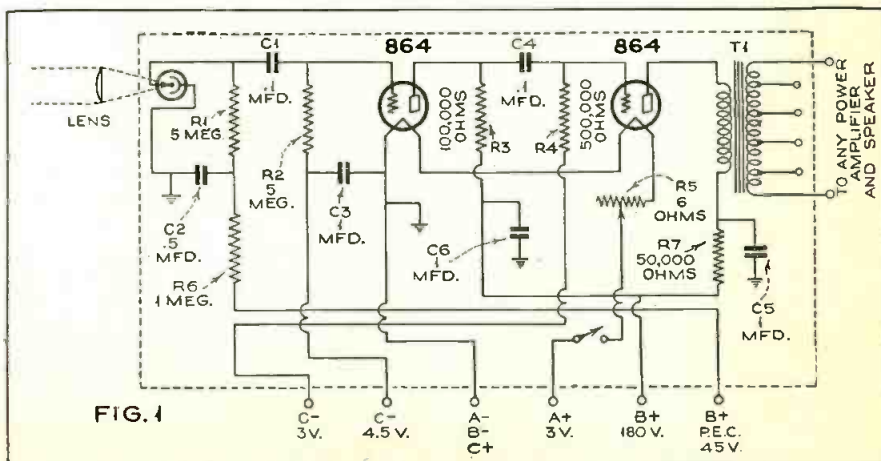 864
864
C1
.1
MFD.
C4
.1
MFD.
T1
LENS
R1
5 MEG.
R2
5
MEG.
C2
.5
MFD.
C3
1
MFD.
R6
1 MEG.
100,000
OHMS
R3
R4
500,000
OHMS
R5
6
OHMS
C6
1
MFD.
R7
50,000
OHMS
C5
1
MFD.
TO ANY POWER
AMPLIFIER
AND SPEAKER
FIG.1
C-
3V.
C-
4.5 V.
A-
B-
C+
A+
3V.
B+
180 V.
B+
P.E.C.
45 V.